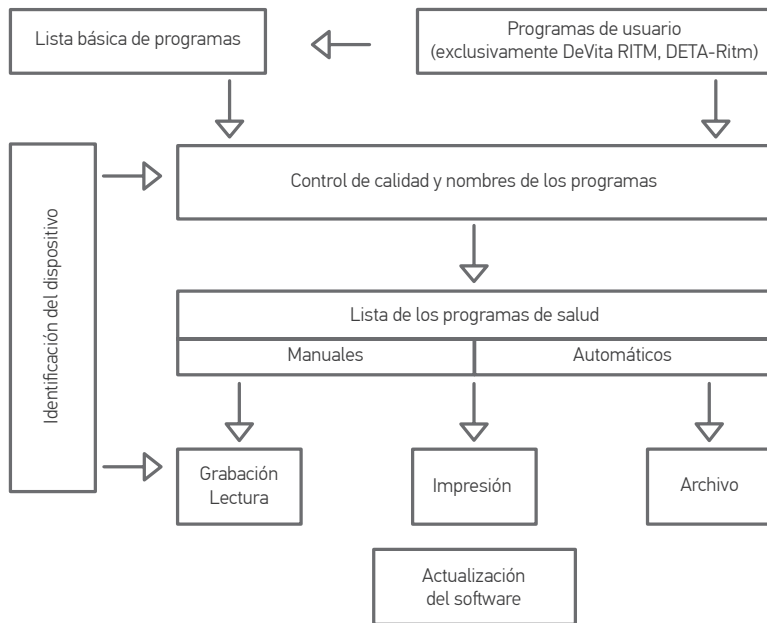 Lista básica de programas
Programas de usuario
(exclusivamente DeVita RITM, DETA-Ritm)
Identificación del dispositivo
Control de calidad y nombres de los programas
Lista de los programas de salud
Manuales
Automáticos
Grabación
Lectura
Impresión
Archivo
Actualización
del software